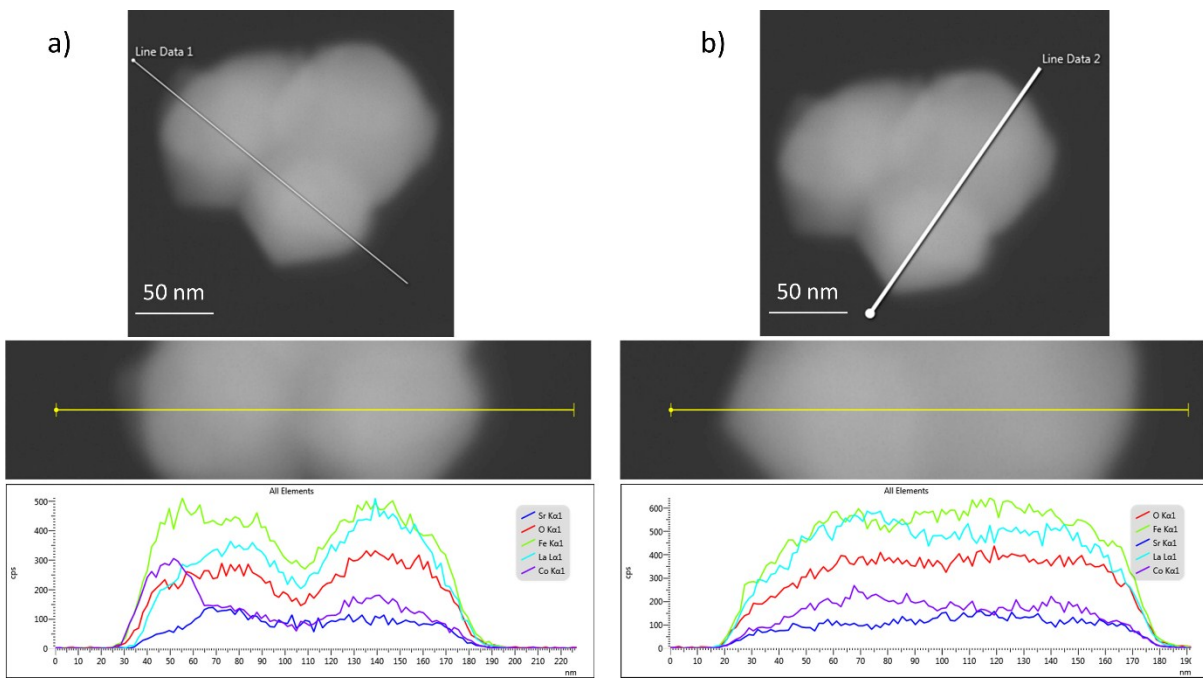 a)
Line Data 1
50 nm
b)
Line Data 2
50 nm
All Elements
500
400
300
200
100
0
cps
0 10 20 30 40 50 60 70 80 90 100 110 120 130 140 150 160 170 180 190 200 210 220
nm
Sr Kα1
O Kα1
Fe Kα1
La Lα1
Co Kα1
All Elements
600
500
400
300
200
100
0
cps
0 10 20 30 40 50 60 70 80 90 100 110 120 130 140 150 160 170 180 190
nm
O Kα1
Fe Kα1
Sr Kα1
La Lα1
Co Kα1